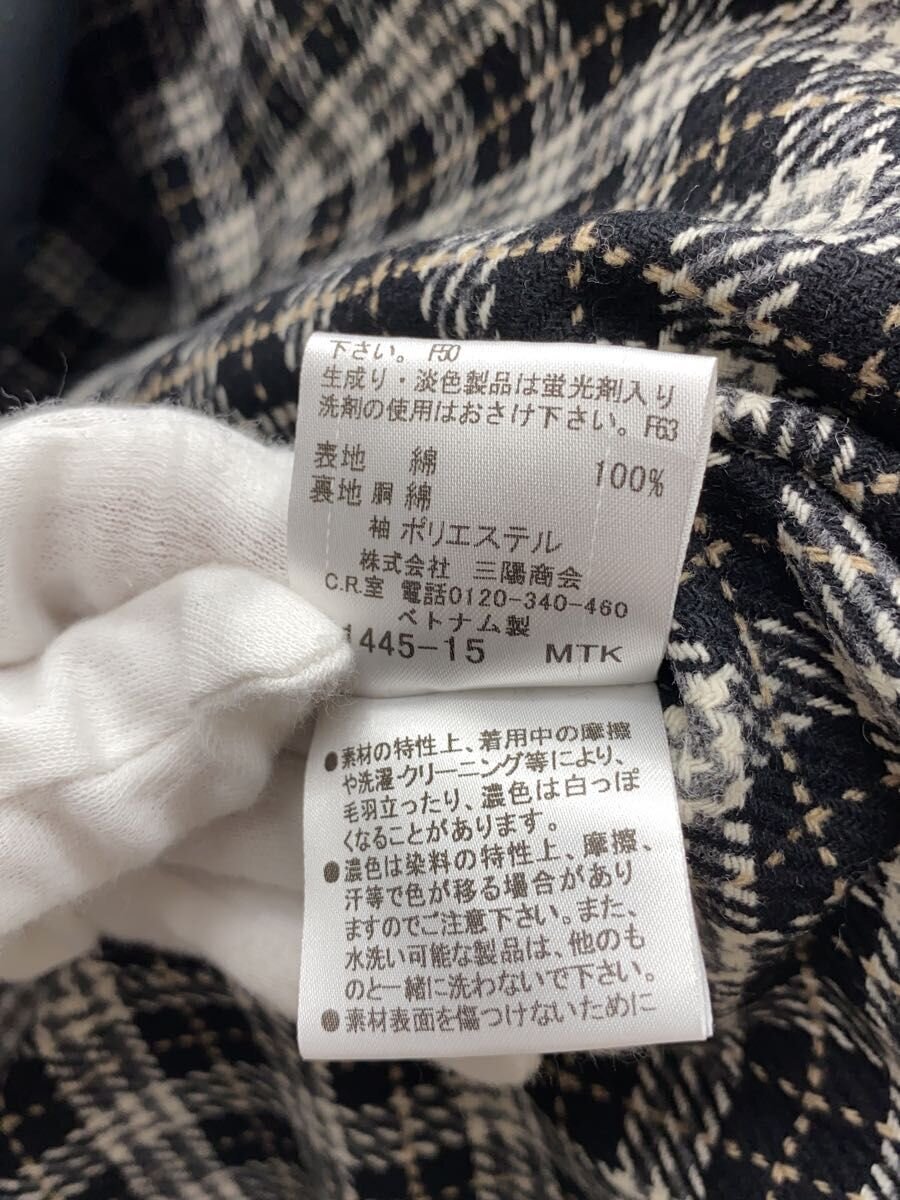 下さい。 F50
生成り・淡色製品は蛍光剤入り
洗剤の使用はおさけ下さい。F63
表地 綿 100%
裏地 胴 綿
袖 ポリエステル
株式会社 三陽商会
C.R.室 電話0120-340-460
ベトナム製
1445-15 MTK
●素材の特性上、着用中の摩擦
や洗濯・クリーニング等により、
毛羽立ったり、濃色は白っぽ
くなることがあります。
●濃色は染料の特性上、摩擦、
汗等で色が移る場合があり
ますのでご注意下さい。また、
水洗い可能な製品は、他のも
のと一緒に洗わないで下さい。
●素材表面を傷つけないために